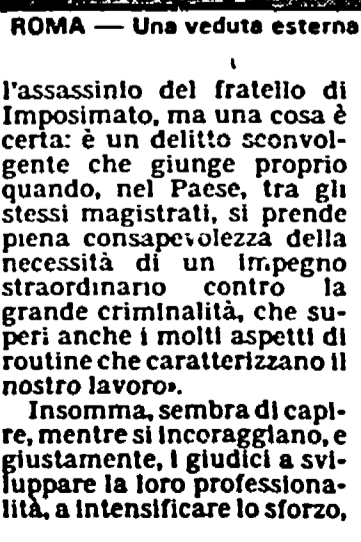 ROMA — Una veduta esterna
l'assassinio del fratello di
Imposimato, ma una cosa è
certa: è un delitto sconvol-
gente che giunge proprio
quando, nel Paese, tra gli
stessi magistrati, si prende
piena consapevolezza della
necessità di un impegno
straordinario contro la
grande criminalità, che su-
peri anche i molti aspetti di
routine che caratterizzano il
nostro lavoro».
Insomma, sembra di capi-
re, mentre si incoraggiano, e
giustamente, i giudici a svi-
luppare la loro professiona-
lità, a intensificare lo sforzo,